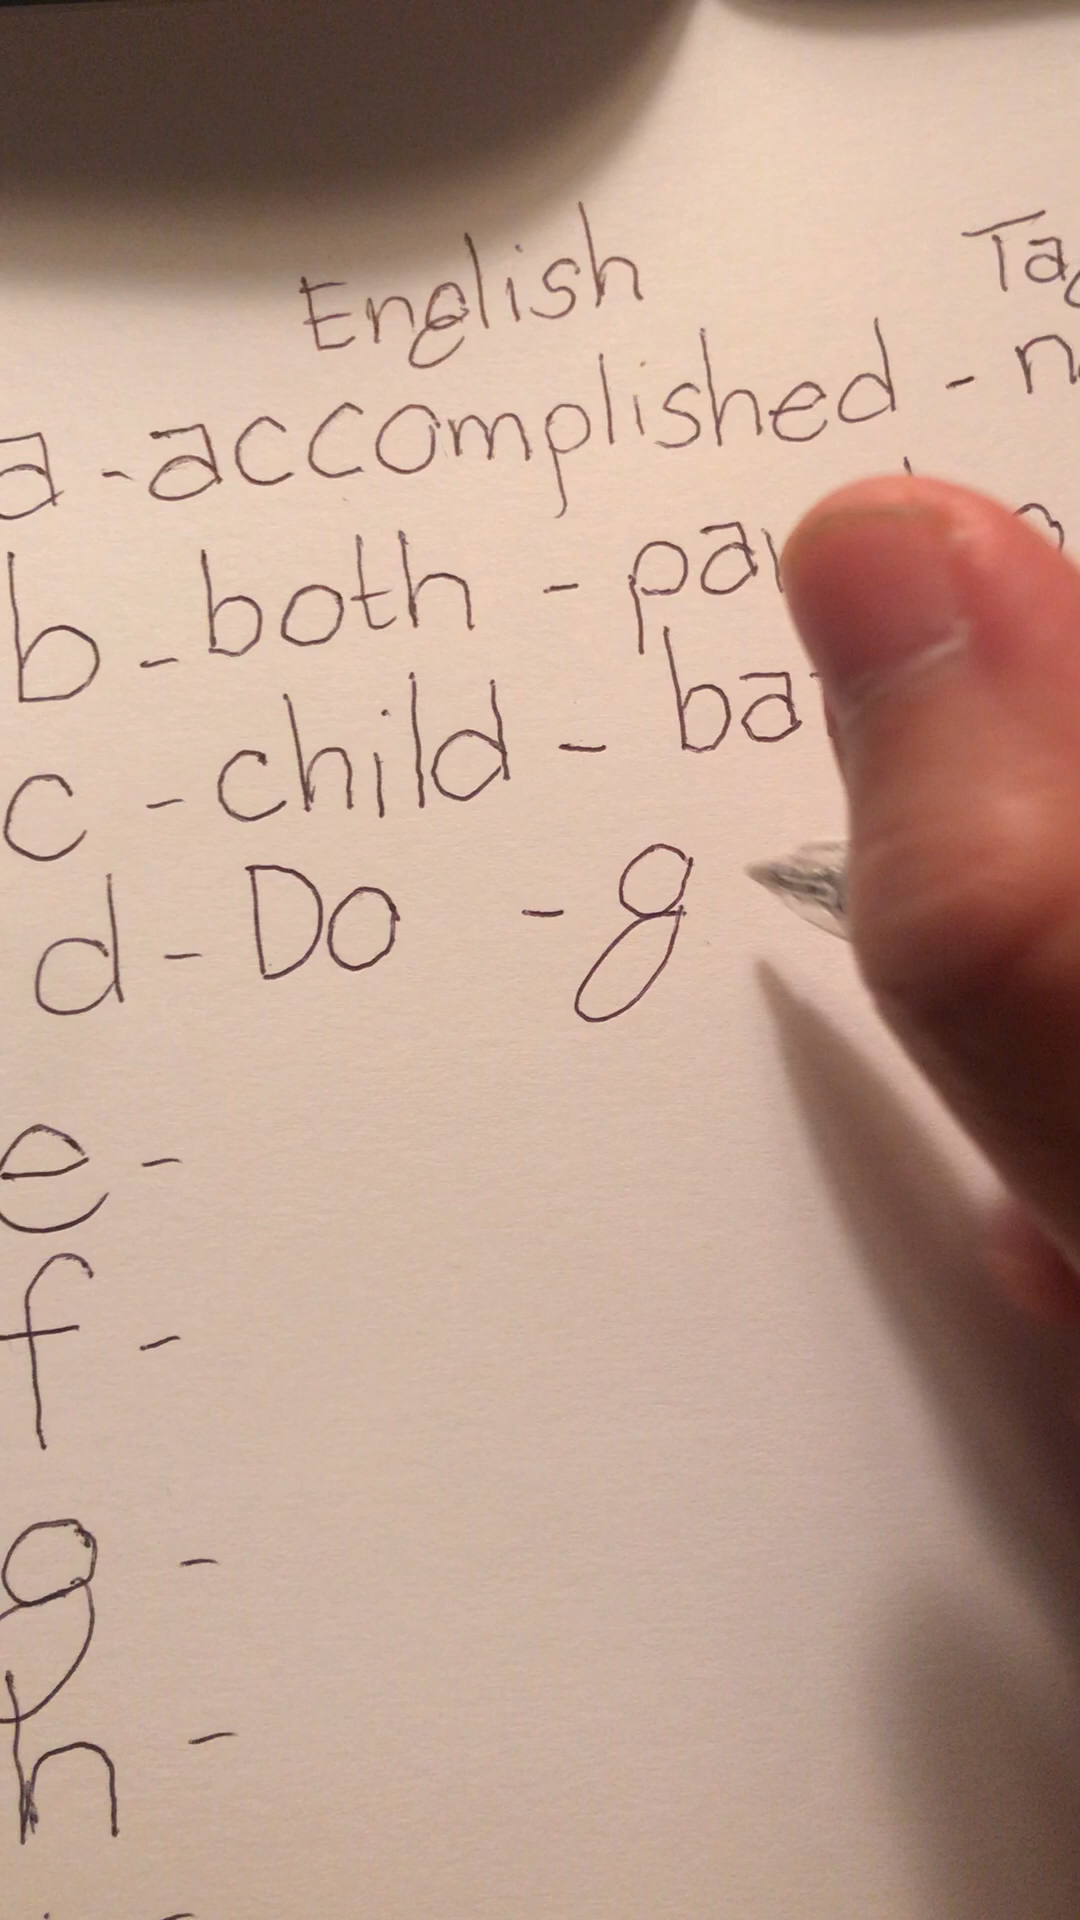 English
a - accomplished -
b - both -
c - child -
d - Do - g
e -
f -
g -
h -